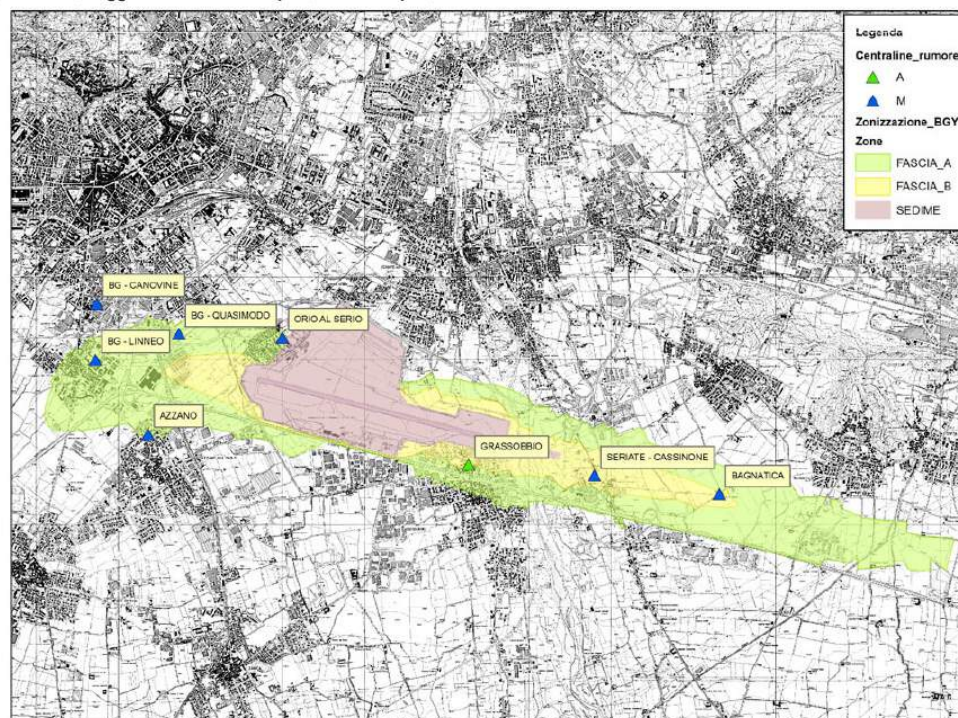 Legenda
Centraline_rumore
A
M
Zonizzazione_BGY
Zone
FASCIA_A
FASCIA_B
SEDIME
BG - CANOVINE
BG - QUASIMODO
ORIO AL SERIO
BG - LINNEO
AZZANO
GRASSOBBIO
SERIATE - CASSINONE
BAGNATICA